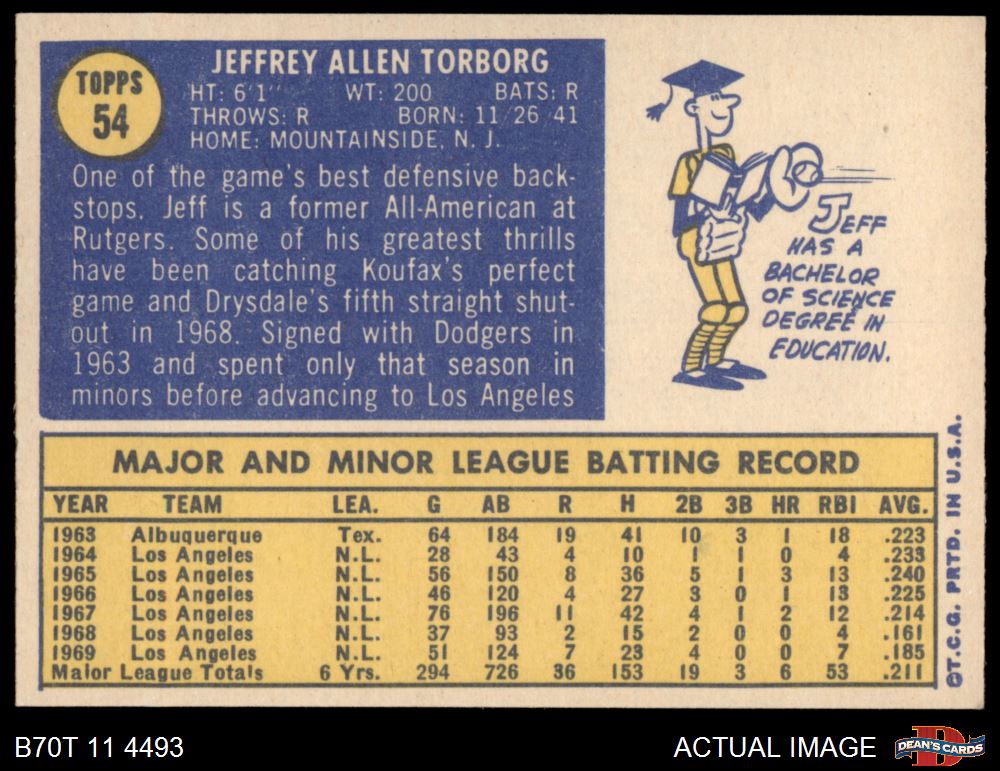 TOPPS
54
JEFFREY ALLEN TORBORG
HT: 6'1" WT: 200 BATS: R
THROWS: R BORN: 11 26 41
HOME: MOUNTAINSIDE, N. J.
One of the game's best defensive back-
stops. Jeff is a former All-American at
Rutgers. Some of his greatest thrills
have been catching Koufax's perfect
game and Drysdale's fifth straight shut-
out in 1968. Signed with Dodgers in
1963 and spent only that season in
minors before advancing to Los Angeles
JEFF
HAS A
BACHELOR
OF SCIENCE
DEGREE IN
EDUCATION.
MAJOR AND MINOR LEAGUE BATTING RECORD
YEAR TEAM LEA. G AB R H 2B 3B HR RBI AVG.
1963 Albuquerque Tex. 64 184 19 41 10 3 1 18 .223
1964 Los Angeles N.L. 28 43 4 10 1 1 0 4 .233
1965 Los Angeles N.L. 56 150 8 36 5 1 3 13 .240
1966 Los Angeles N.L. 46 120 4 27 3 0 1 13 .225
1967 Los Angeles N.L. 76 196 11 42 4 1 2 12 .214
1968 Los Angeles N.L. 37 93 2 15 2 0 0 4 .161
1969 Los Angeles N.L. 51 124 7 23 4 0 0 7 .185
Major League Totals 6 Yrs. 294 726 36 153 19 3 6 53 .211
©T.C.G. PRTD. IN U.S.A.
B70T 11 4493
ACTUAL IMAGE
D
DEAN'S CARDS